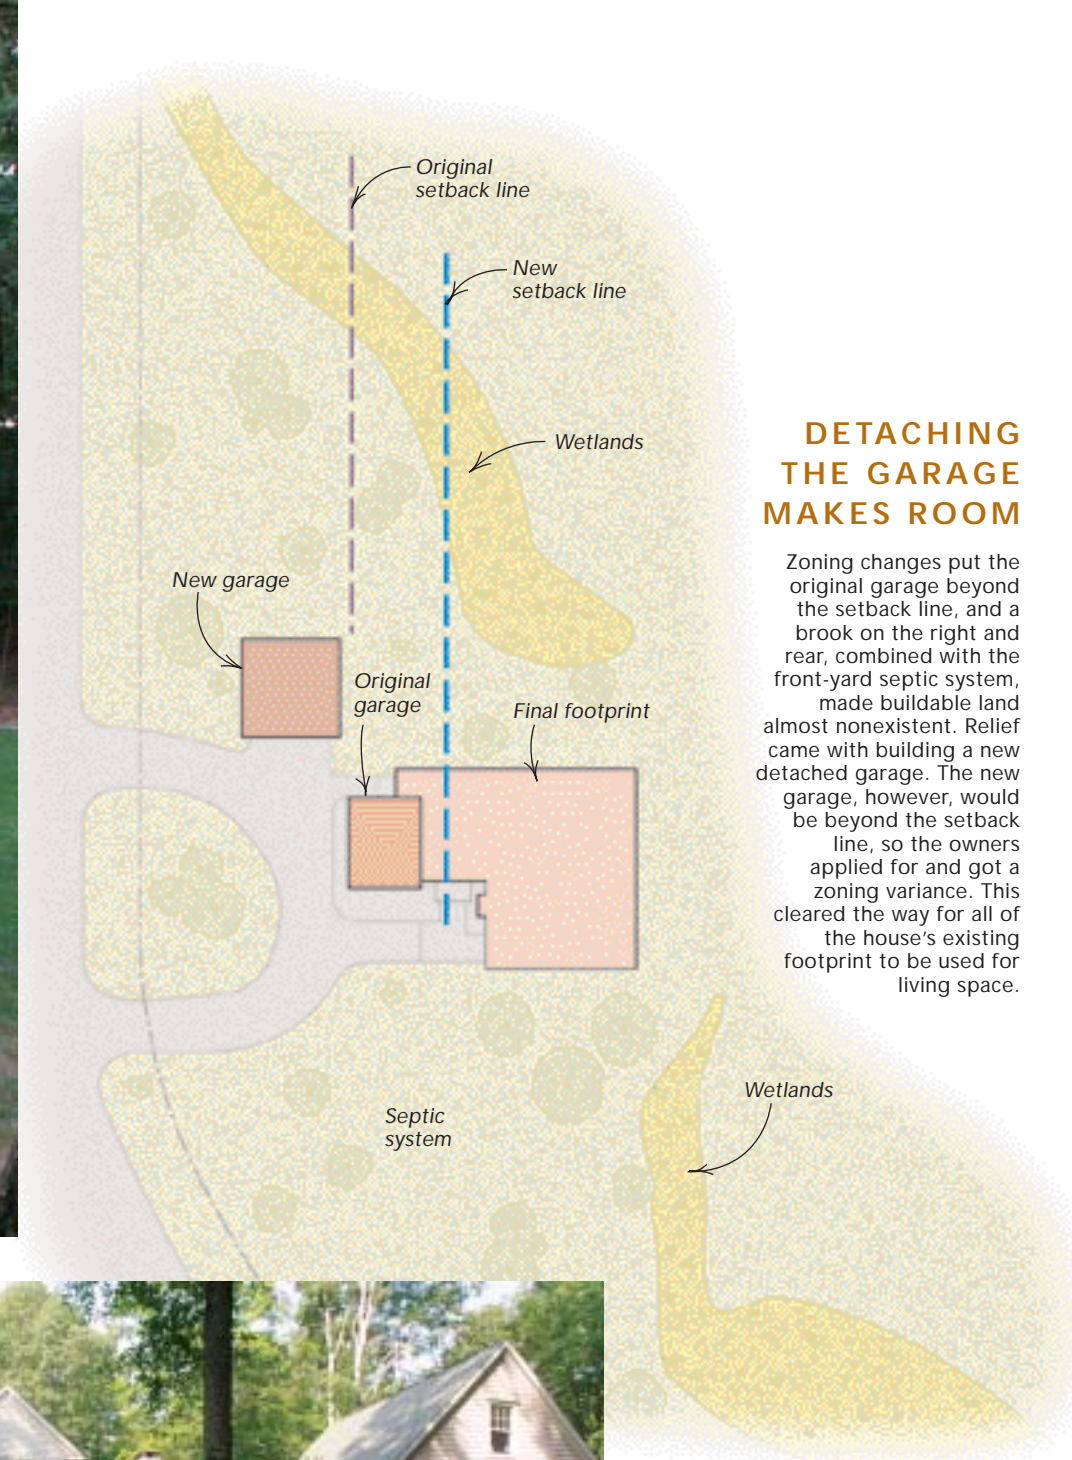 Original
setback line
New
setback line
Wetlands
DETACHING
THE GARAGE
MAKES ROOM
Zoning changes put the
original garage beyond
the setback line, and a
brook on the right and
rear, combined with the
front-yard septic system,
made buildable land
almost nonexistent. Relief
came with building a new
detached garage. The new
garage, however, would
be beyond the setback
line, so the owners
applied for and got a
zoning variance. This
cleared the way for all of
the house’s existing
footprint to be used for
living space.
New garage
Original
garage
Final footprint
Septic
system
Wetlands